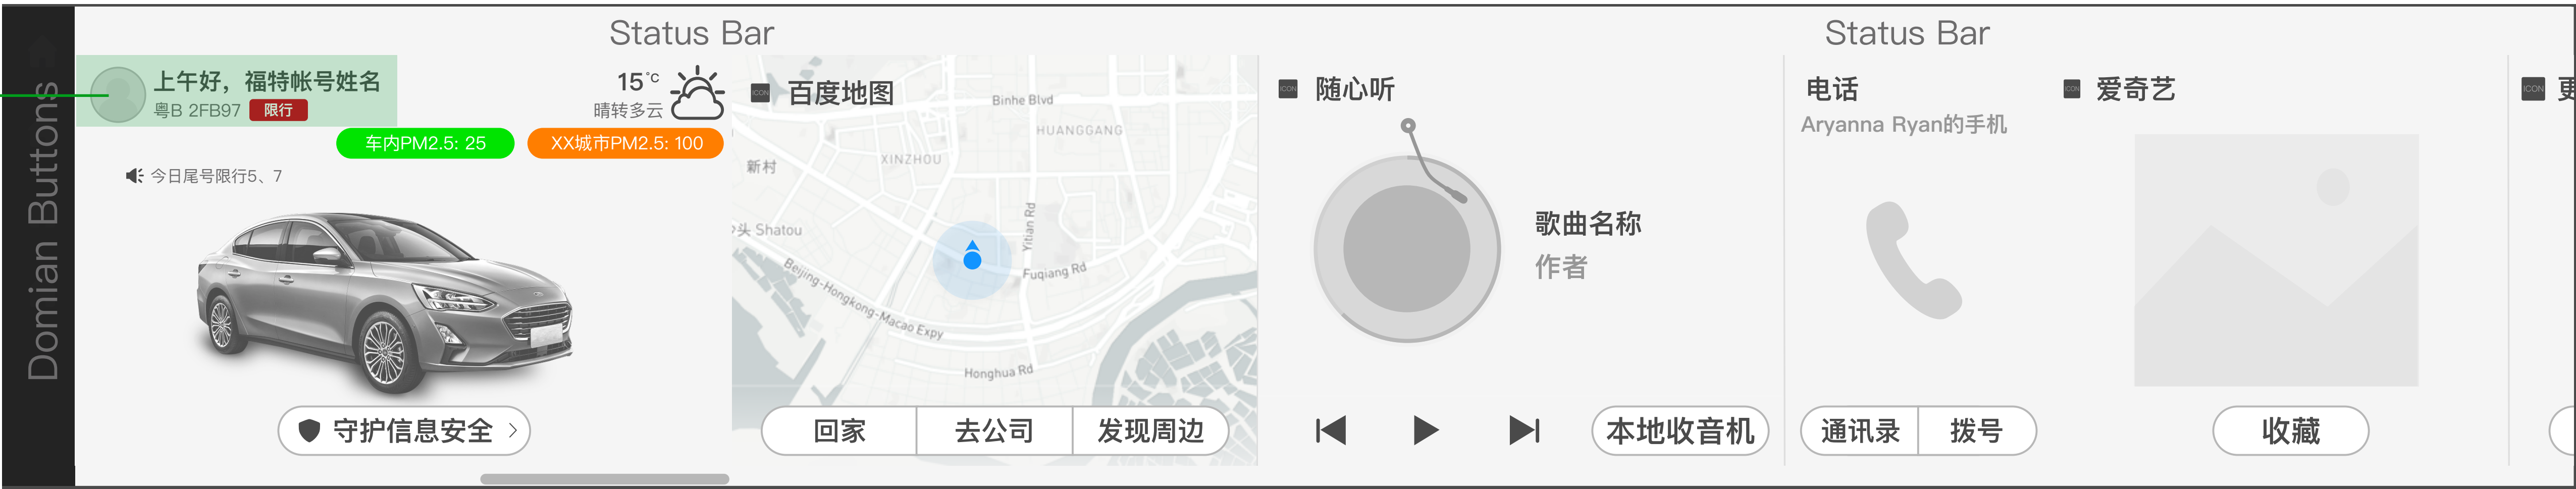 Status Bar
Status Bar
Domian Buttons
上午好，福特帐号姓名
粤B 2FB97 限行
15℃
晴转多云
车内PM2.5: 25
XX城市PM2.5: 100
今日尾号限行5、7
守护信息安全
ICON 百度地图
Binhe Blvd
HUANGGANG
XINZHOU
新村
头 Shatou
Yitian Rd
Fuqiang Rd
Beijing-Hongkong-Macao Expy
Honghua Rd
回家 去公司 发现周边
ICON 随心听
歌曲名称
作者
本地收音机
电话
Aryanna Ryan的手机
通讯录 拨号
ICON 爱奇艺
收藏
ICON